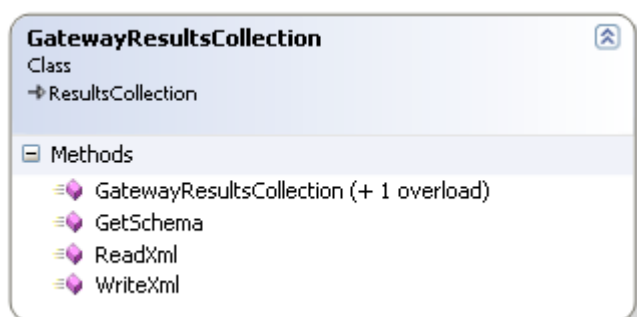 GatewayResultsCollection
Class
ResultsCollection
Methods
GatewayResultsCollection (+ 1 overload)
GetSchema
ReadXml
WriteXml